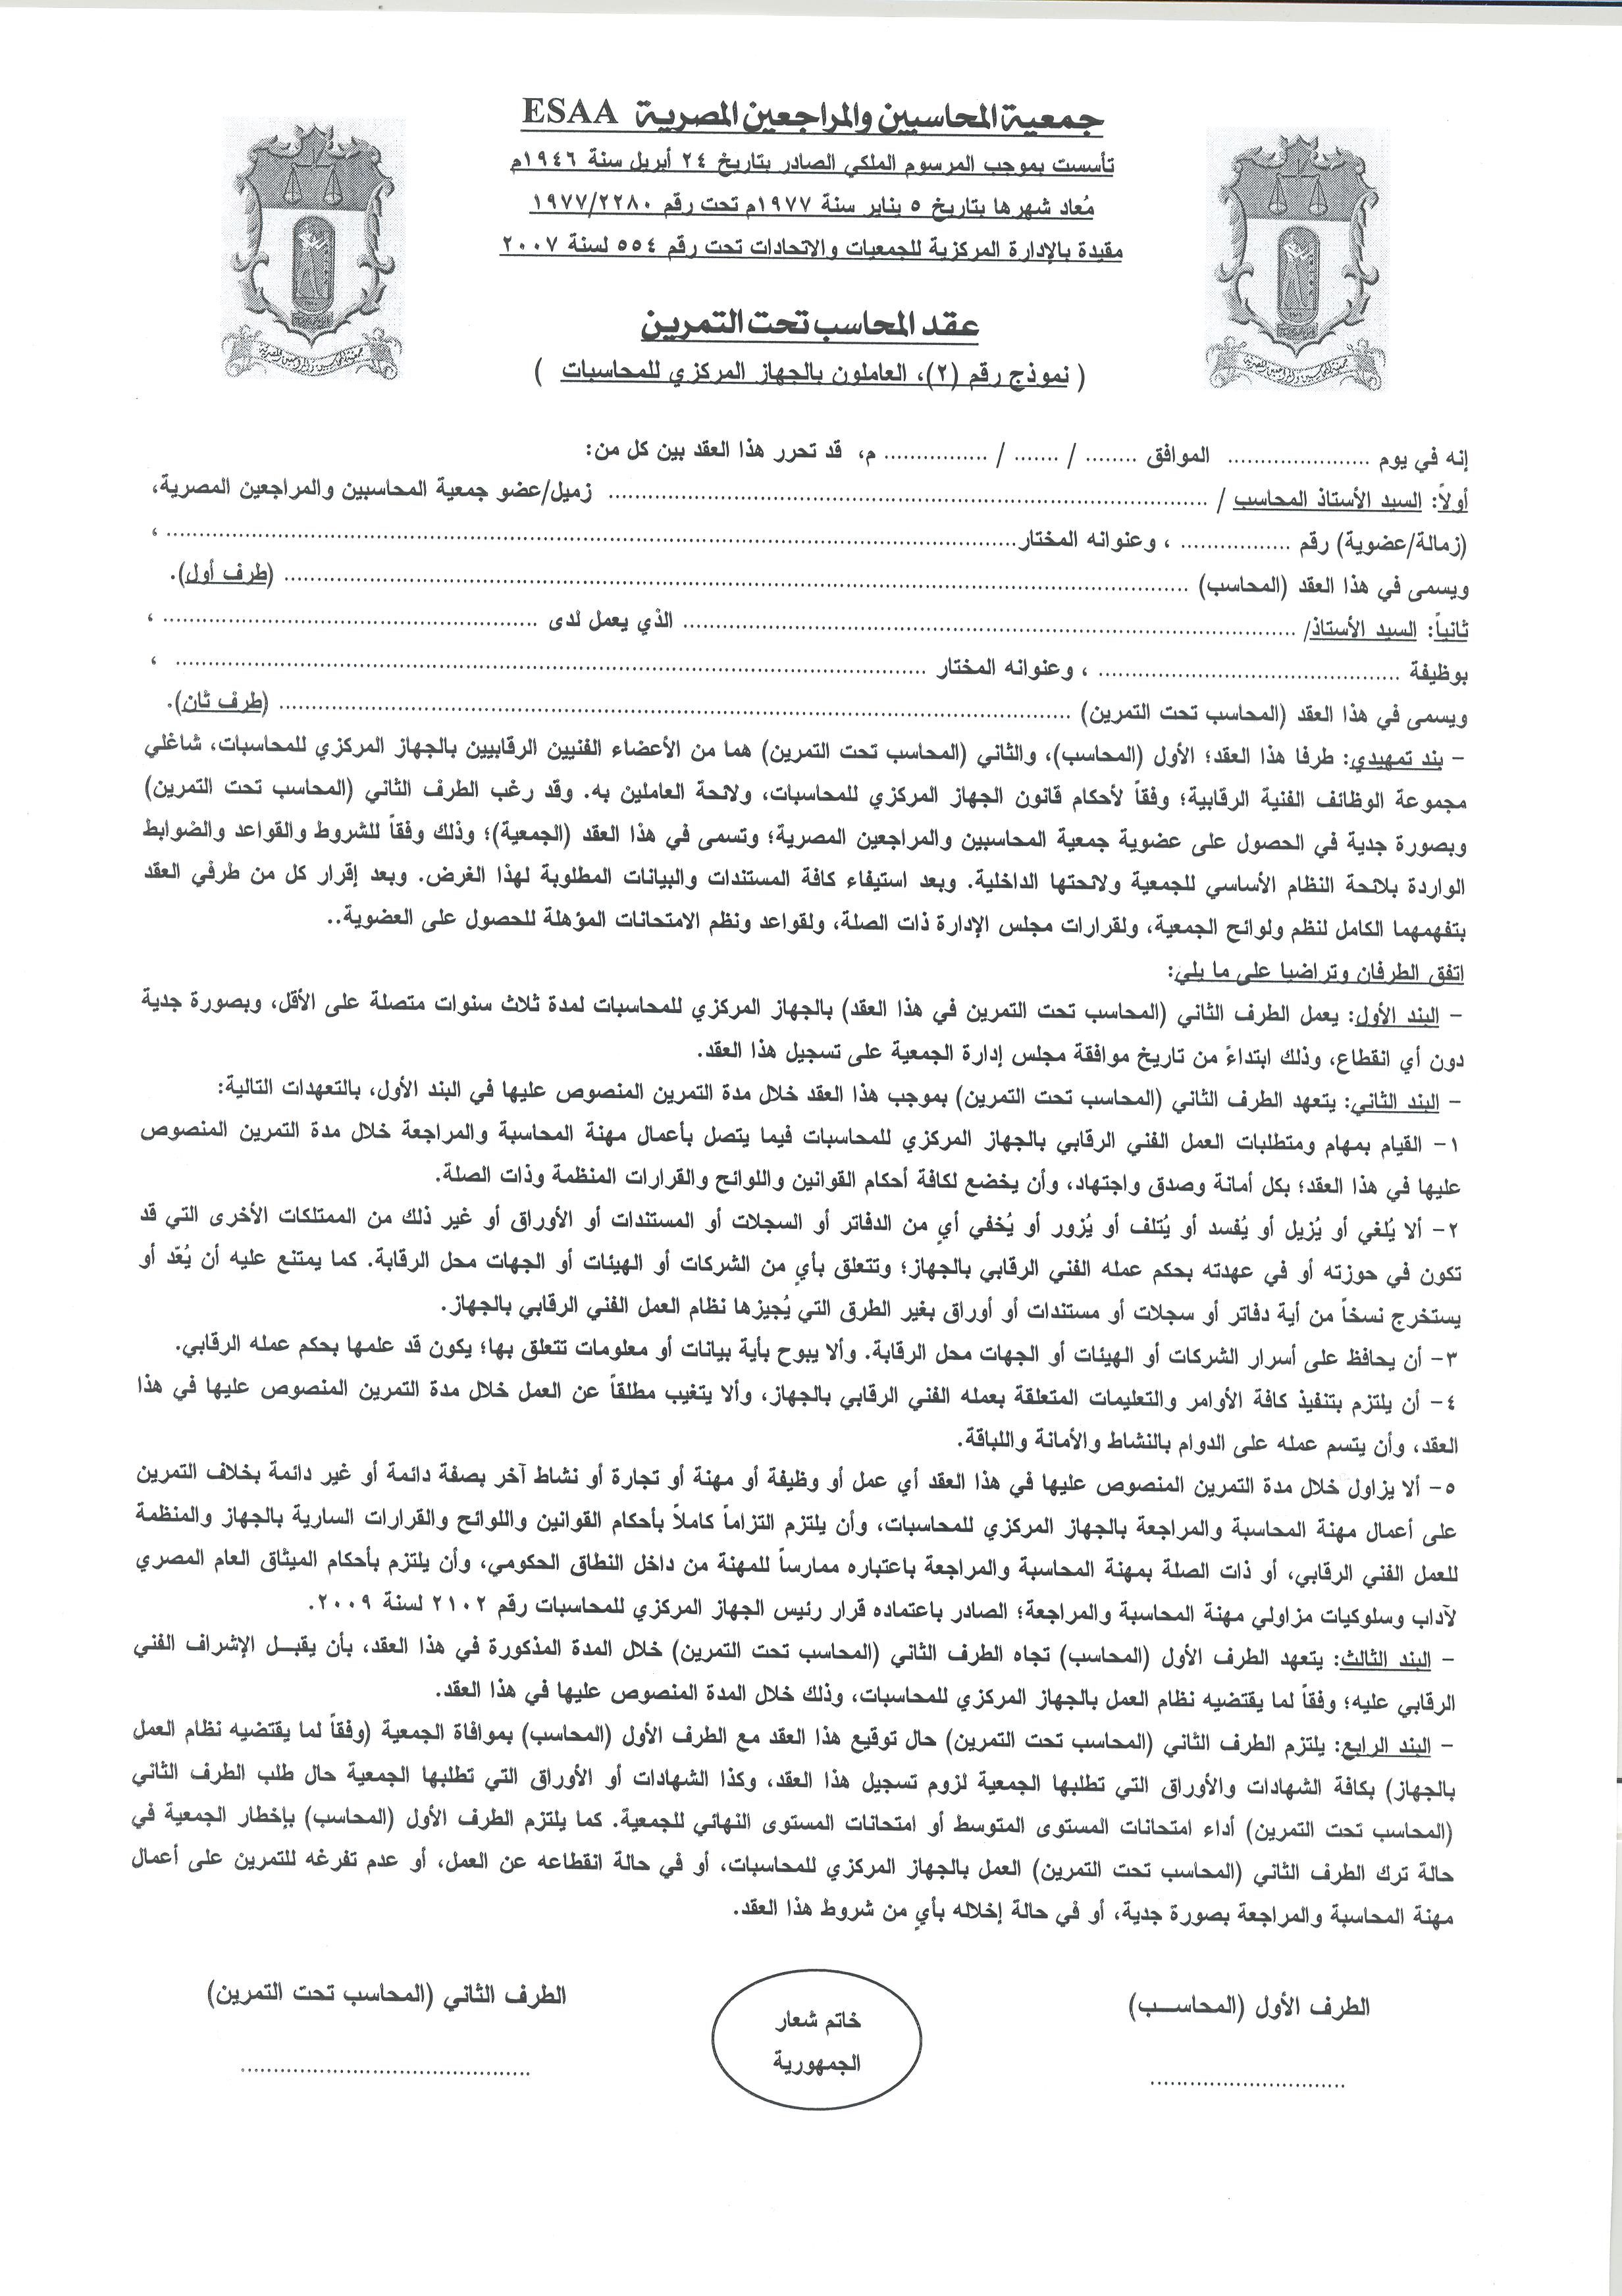 جمعية المحاسبين والمراجعين المصرية ESAA
تأسست بموجب المرسوم الملكي الصادر بتاريخ ٢٤ أبريل سنة ١٩٤٦م
مُعاد شهرها بتاريخ ٥ يناير سنة ١٩٧٧م تحت رقم ١٩٧٧/٢٢٨٠
مقيدة بالإدارة المركزية للجمعيات والاتحادات تحت رقم ٥٥٤ لسنة ٢٠٠٧
عقد المحاسب تحت التمرين
( نموذج رقم (٢)، العاملون بالجهاز المركزي للمحاسبات )
إنه في يوم ...................... الموافق ........ / ....... / ................ م، قد تحرر هذا العقد بين كل من:
أولاً: السيد الأستاذ المحاسب / ........................................ زميل/عضو جمعية المحاسبين والمراجعين المصرية،
(زمالة/عضوية) رقم ................. ، وعنوانه المختار........................................ ،
ويسمى في هذا العقد (المحاسب) ........................................ (طرف أول).
ثانياً: السيد الأستاذ/ ........................................ الذي يعمل لدى ........................................ ،
بوظيفة ........................................ ، وعنوانه المختار ........................................ ،
ويسمى في هذا العقد (المحاسب تحت التمرين) ........................................ (طرف ثان).
– بند تمهيدي: طرفا هذا العقد؛ الأول (المحاسب)، والثاني (المحاسب تحت التمرين) هما من الأعضاء الفنيين الرقابيين بالجهاز المركزي للمحاسبات، شاغلي
مجموعة الوظائف الفنية الرقابية؛ وفقاً لأحكام قانون الجهاز المركزي للمحاسبات، ولائحة العاملين به. وقد رغب الطرف الثاني (المحاسب تحت التمرين)
وبصورة جدية في الحصول على عضوية جمعية المحاسبين والمراجعين المصرية؛ وتسمى في هذا العقد (الجمعية)؛ وذلك وفقاً للشروط والقواعد والضوابط
الواردة بلائحة النظام الأساسي للجمعية ولائحتها الداخلية. وبعد استيفاء كافة المستندات والبيانات المطلوبة لهذا الغرض. وبعد إقرار كل من طرفي العقد
بتفهمهما الكامل لنظم ولوائح الجمعية، ولقرارات مجلس الإدارة ذات الصلة، ولقواعد ونظم الامتحانات المؤهلة للحصول على العضوية..
اتفق الطرفان وتراضيا على ما يلي:
– البند الأول: يعمل الطرف الثاني (المحاسب تحت التمرين في هذا العقد) بالجهاز المركزي للمحاسبات لمدة ثلاث سنوات متصلة على الأقل، وبصورة جدية
دون أي انقطاع، وذلك ابتداءً من تاريخ موافقة مجلس إدارة الجمعية على تسجيل هذا العقد.
– البند الثاني: يتعهد الطرف الثاني (المحاسب تحت التمرين) بموجب هذا العقد خلال مدة التمرين المنصوص عليها في البند الأول، بالتعهدات التالية:
١– القيام بمهام ومتطلبات العمل الفني الرقابي بالجهاز المركزي للمحاسبات فيما يتصل بأعمال مهنة المحاسبة والمراجعة خلال مدة التمرين المنصوص
عليها في هذا العقد؛ بكل أمانة وصدق واجتهاد، وأن يخضع لكافة أحكام القوانين واللوائح والقرارات المنظمة وذات الصلة.
٢– ألا يُلغي أو يُزيل أو يُفسد أو يُتلف أو يُزور أو يُخفي أيٍ من الدفاتر أو السجلات أو المستندات أو الأوراق أو غير ذلك من الممتلكات الأخرى التي قد
تكون في حوزته أو في عهدته بحكم عمله الفني الرقابي بالجهاز؛ وتتعلق بأيٍ من الشركات أو الهيئات أو الجهات محل الرقابة. كما يمتنع عليه أن يُعّد أو
يستخرج نسخاً من أية دفاتر أو سجلات أو مستندات أو أوراق بغير الطرق التي يُجيزها نظام العمل الفني الرقابي بالجهاز.
٣– أن يحافظ على أسرار الشركات أو الهيئات أو الجهات محل الرقابة. وألا يبوح بأية بيانات أو معلومات تتعلق بها؛ يكون قد علمها بحكم عمله الرقابي.
٤– أن يلتزم بتنفيذ كافة الأوامر والتعليمات المتعلقة بعمله الفني الرقابي بالجهاز، وألا يتغيب مطلقاً عن العمل خلال مدة التمرين المنصوص عليها في هذا
العقد، وأن يتسم عمله على الدوام بالنشاط والأمانة واللباقة.
٥– ألا يزاول خلال مدة التمرين المنصوص عليها في هذا العقد أي عمل أو وظيفة أو مهنة أو تجارة أو نشاط آخر بصفة دائمة أو غير دائمة بخلاف التمرين
على أعمال مهنة المحاسبة والمراجعة بالجهاز المركزي للمحاسبات، وأن يلتزم التزاماً كاملاً بأحكام القوانين واللوائح والقرارات السارية بالجهاز والمنظمة
للعمل الفني الرقابي، أو ذات الصلة بمهنة المحاسبة والمراجعة باعتباره ممارساً للمهنة من داخل النطاق الحكومي، وأن يلتزم بأحكام الميثاق العام المصري
لآداب وسلوكيات مزاولي مهنة المحاسبة والمراجعة؛ الصادر باعتماده قرار رئيس الجهاز المركزي للمحاسبات رقم ٢١٠٢ لسنة ٢٠٠٩.
– البند الثالث: يتعهد الطرف الأول (المحاسب) تجاه الطرف الثاني (المحاسب تحت التمرين) خلال المدة المذكورة في هذا العقد، بأن يقبـل الإشراف الفني
الرقابي عليه؛ وفقاً لما يقتضيه نظام العمل بالجهاز المركزي للمحاسبات، وذلك خلال المدة المنصوص عليها في هذا العقد.
– البند الرابع: يلتزم الطرف الثاني (المحاسب تحت التمرين) حال توقيع هذا العقد مع الطرف الأول (المحاسب) بموافاة الجمعية (وفقاً لما يقتضيه نظام العمل
بالجهاز) بكافة الشهادات والأوراق التي تطلبها الجمعية لزوم تسجيل هذا العقد، وكذا الشهادات أو الأوراق التي تطلبها الجمعية حال طلب الطرف الثاني
(المحاسب تحت التمرين) أداء امتحانات المستوى المتوسط أو امتحانات المستوى النهائي للجمعية. كما يلتزم الطرف الأول (المحاسب) بإخطار الجمعية في
حالة ترك الطرف الثاني (المحاسب تحت التمرين) العمل بالجهاز المركزي للمحاسبات، أو في حالة انقطاعه عن العمل، أو عدم تفرغه للتمرين على أعمال
مهنة المحاسبة والمراجعة بصورة جدية، أو في حالة إخلاله بأيٍ من شروط هذا العقد.
الطرف الأول (المحاســب)
خاتم شعار
الجمهورية
الطرف الثاني (المحاسب تحت التمرين)
..............................
............................................